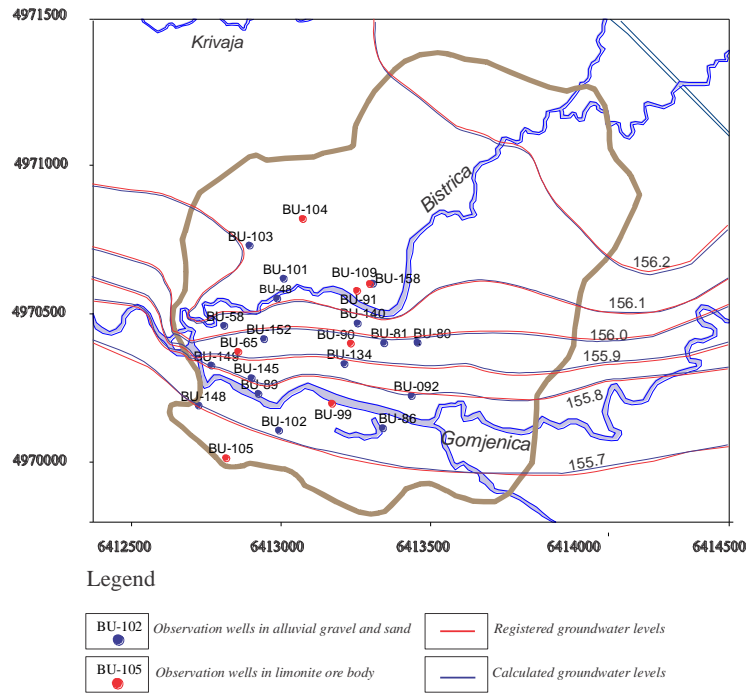 4971500
Krivaja
4971000
Bistrica
BU-104
BU-103
BU-101
BU-109
BU-158
156.2
BU-48
BU-91
156.1
4970500
BU-58
BU-140
BU-152
BU-81
BU-80
156.0
BU-65
BU-90
BU-149
BU-134
155.9
BU-145
BU-89
BU-092
155.8
BU-148
BU-99
BU-102
BU-86
Gomjenica
BU-105
4970000
155.7
6412500 6413000 6413500 6414000 6414500
Legend
BU-102 Observation wells in alluvial gravel and sand
Registered groundwater levels
BU-105 Observation wells in limonite ore body
Calculated groundwater levels